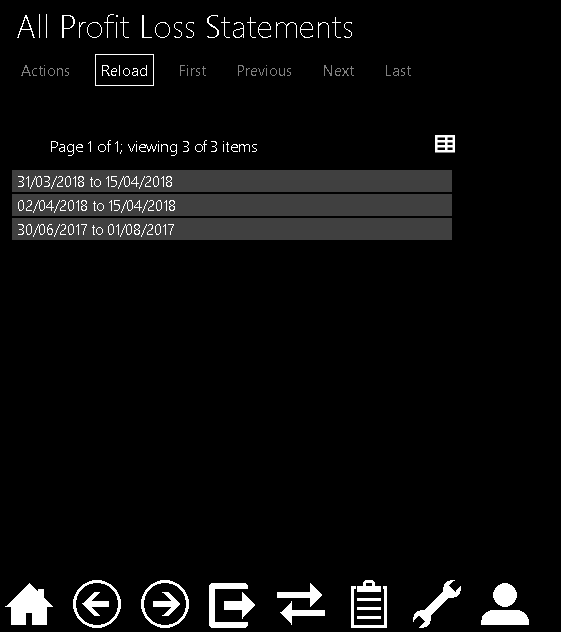 All Profit Loss Statements
Actions Reload First Previous Next Last
Page 1 of 1; viewing 3 of 3 items
31/03/2018 to 15/04/2018
02/04/2018 to 15/04/2018
30/06/2017 to 01/08/2017